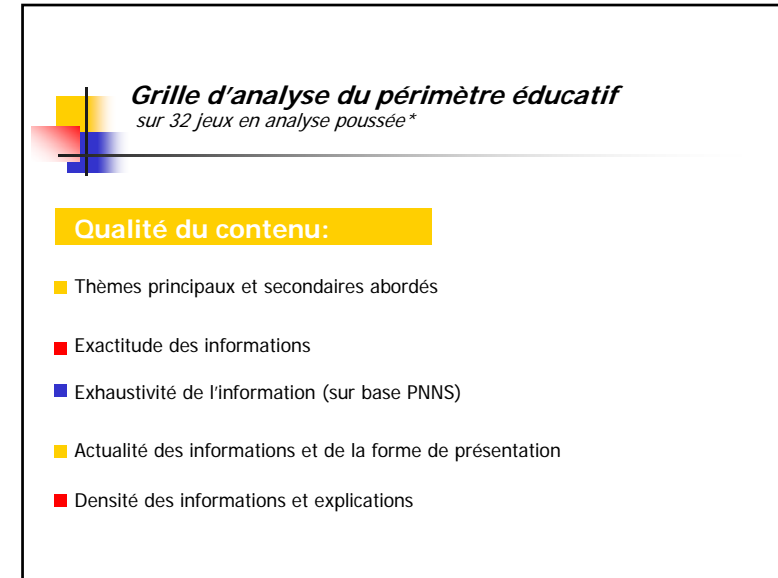 Grille d'analyse du périmètre éducatif
sur 32 jeux en analyse poussée*
Qualité du contenu:
Thèmes principaux et secondaires abordés
Exactitude des informations
Exhaustivité de l'information (sur base PNNS)
Actualité des informations et de la forme de présentation
Densité des informations et explications